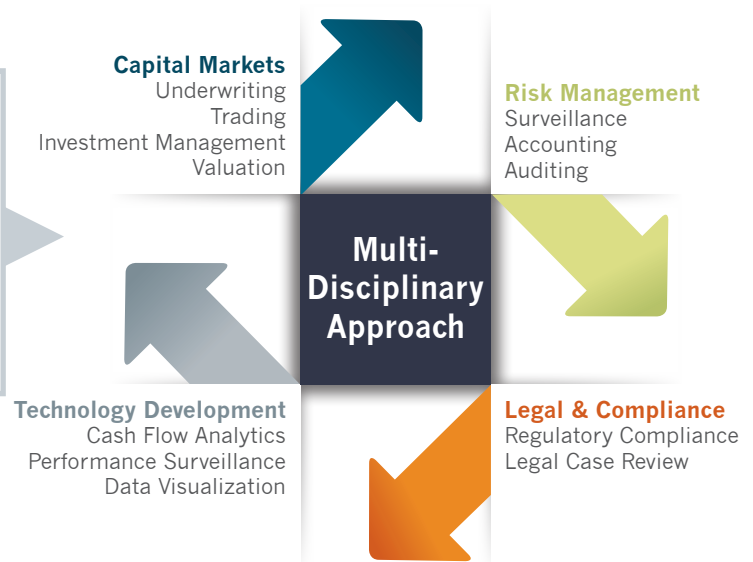 Capital Markets
Underwriting
Trading
Investment Management
Valuation
Risk Management
Surveillance
Accounting
Auditing
Multi-
Disciplinary
Approach
Technology Development
Cash Flow Analytics
Performance Surveillance
Data Visualization
Legal & Compliance
Regulatory Compliance
Legal Case Review